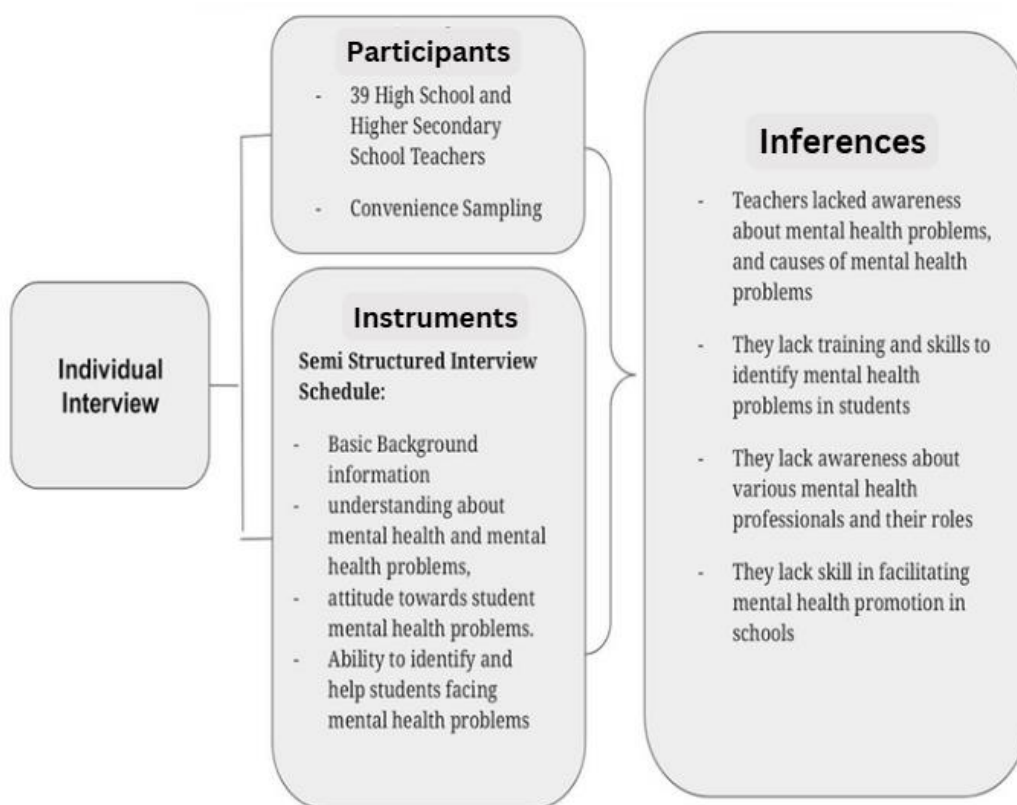 Individual
Interview
Participants
- 39 High School and
Higher Secondary
School Teachers
- Convenience Sampling
Instruments
Semi Structured Interview
Schedule:
- Basic Background
information
- understanding about
mental health and mental
health problems,
- attitude towards student
mental health problems.
- Ability to identify and
help students facing
mental health problems
Inferences
- Teachers lacked awareness
about mental health problems,
and causes of mental health
problems
- They lack training and skills to
identify mental health
problems in students
- They lack awareness about
various mental health
professionals and their roles
- They lack skill in facilitating
mental health promotion in
schools